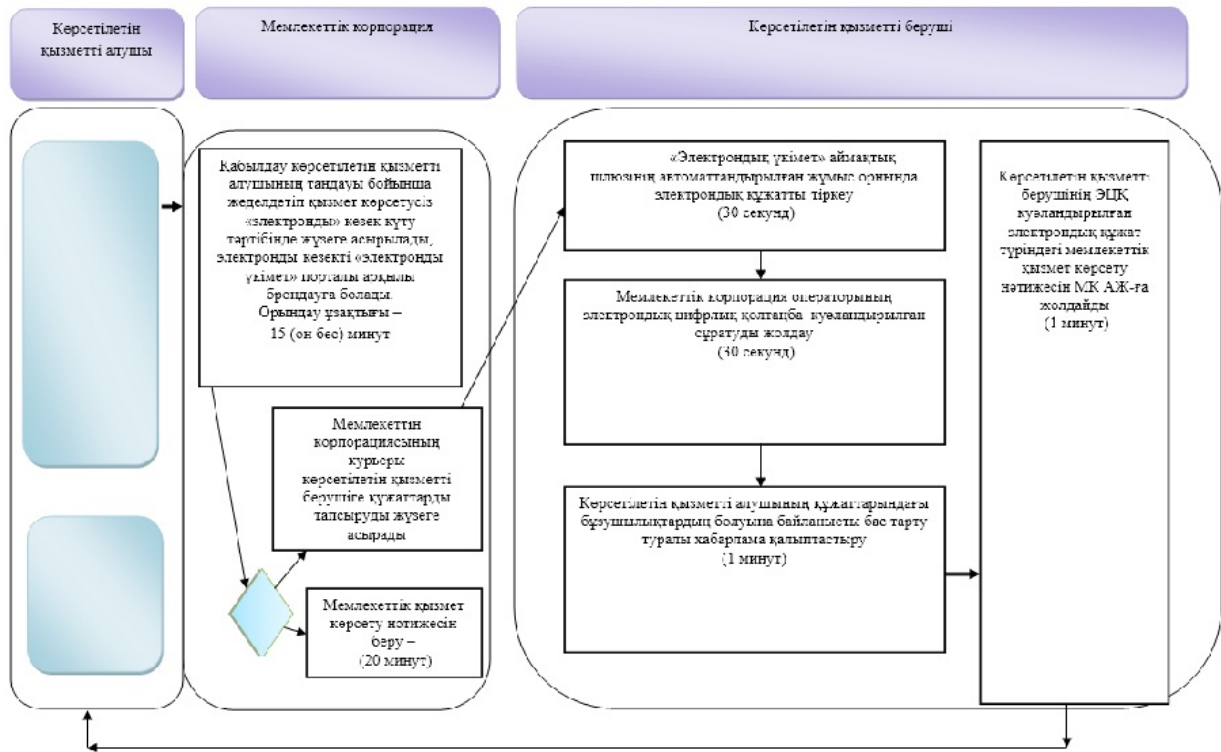 Көрсетілетін
қызметті алушы
Мемлекеттік корпорация
Көрсетілетін қызметті беруші
Қабылдау көрсетілетін қызметті
алушының таңдауы бойынша
жеделдетіп қызмет көрсетусіз
«электронды» кезек күту
тәртібінде жүзеге асырылады,
электронды кезекті «электронды
үкімет» порталы арқылы
брондауға болады.
Орындау ұзақтығы –
15 (он бес) минут
Мемлекеттін
корпорациясының
курьеры
көрсетілетін қызметті
берушіге құжаттарды
тапсыруды жүзеге
асырады
Мемлекеттік қызмет
көрсету нәтижесін
беру –
(20 минут)
«Электрондық үкімет» аймақтық
шлюзінің автоматтандырылған жұмыс орнында
электрондық құжатты тіркеу
(30 секунд)
Мемлекеттік корпорация операторының
электрондық цифрлық қолтаңба куәландырылған
сұратуды жолдау
(30 секунд)
Көрсетілетін қызметті алушының құжаттарындағы
бұзушылықтардың болуына байланысты бас тарту
туралы хабарлама қалыптастыру
(1 минут)
Көрсетілетін қызметті
берушінің ЭЦҚ
куәландырылған
электрондық құжат
түріндегі мемлекеттік
қызмет көрсету
нәтижесін МК АЖ-ға
жолдайды
(1 минут)